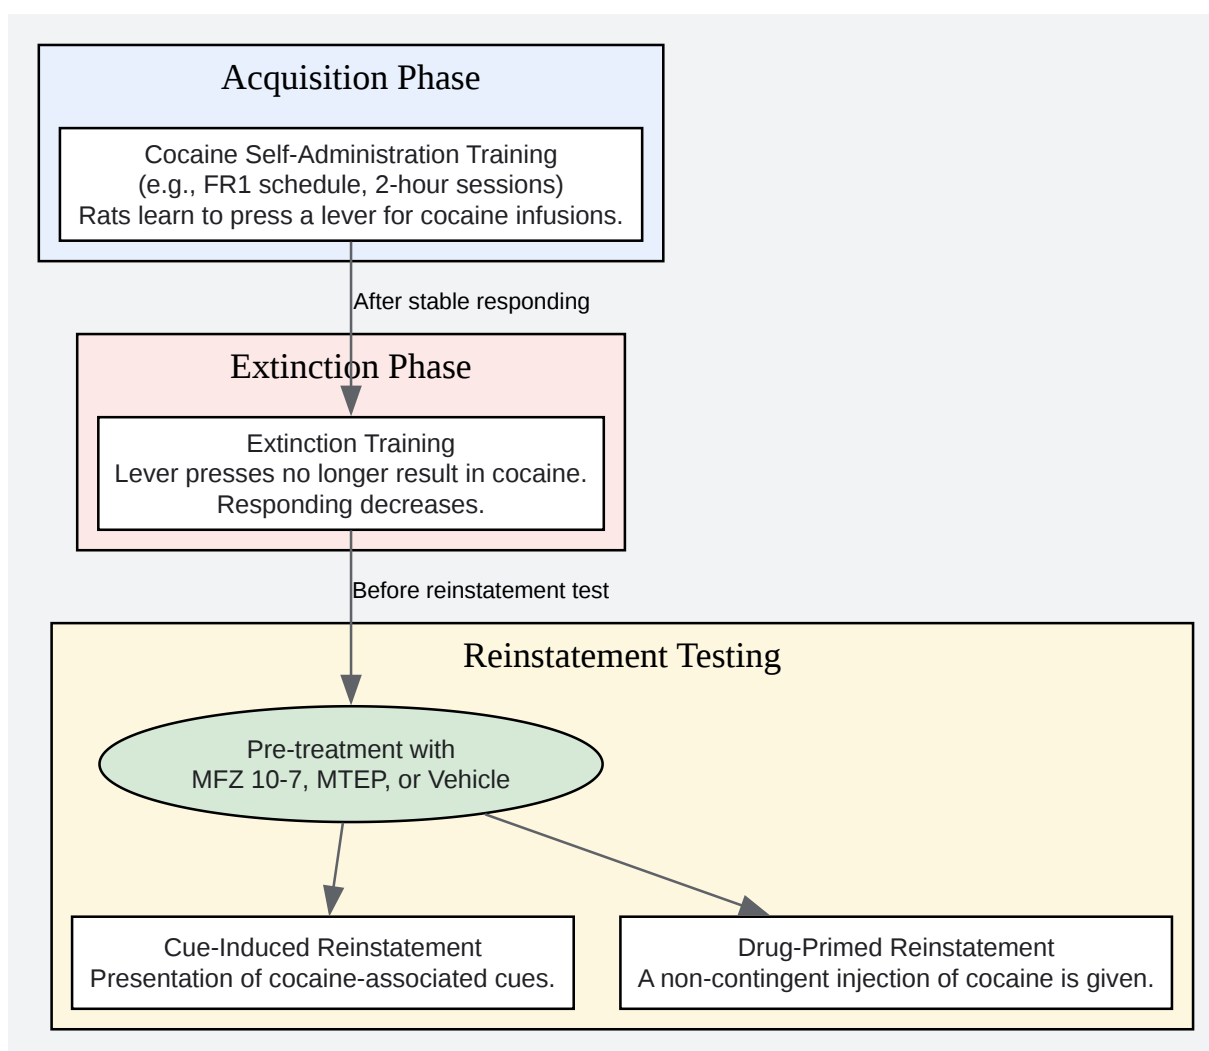 Acquisition Phase
Cocaine Self-Administration Training
(e.g., FR1 schedule, 2-hour sessions)
Rats learn to press a lever for cocaine infusions.
After stable responding
Extinction Phase
Extinction Training
Lever presses no longer result in cocaine.
Responding decreases.
Before reinstatement test
Reinstatement Testing
Pre-treatment with
MFZ 10-7, MTEP, or Vehicle
Cue-Induced Reinstatement
Presentation of cocaine-associated cues.
Drug-Primed Reinstatement
A non-contingent injection of cocaine is given.